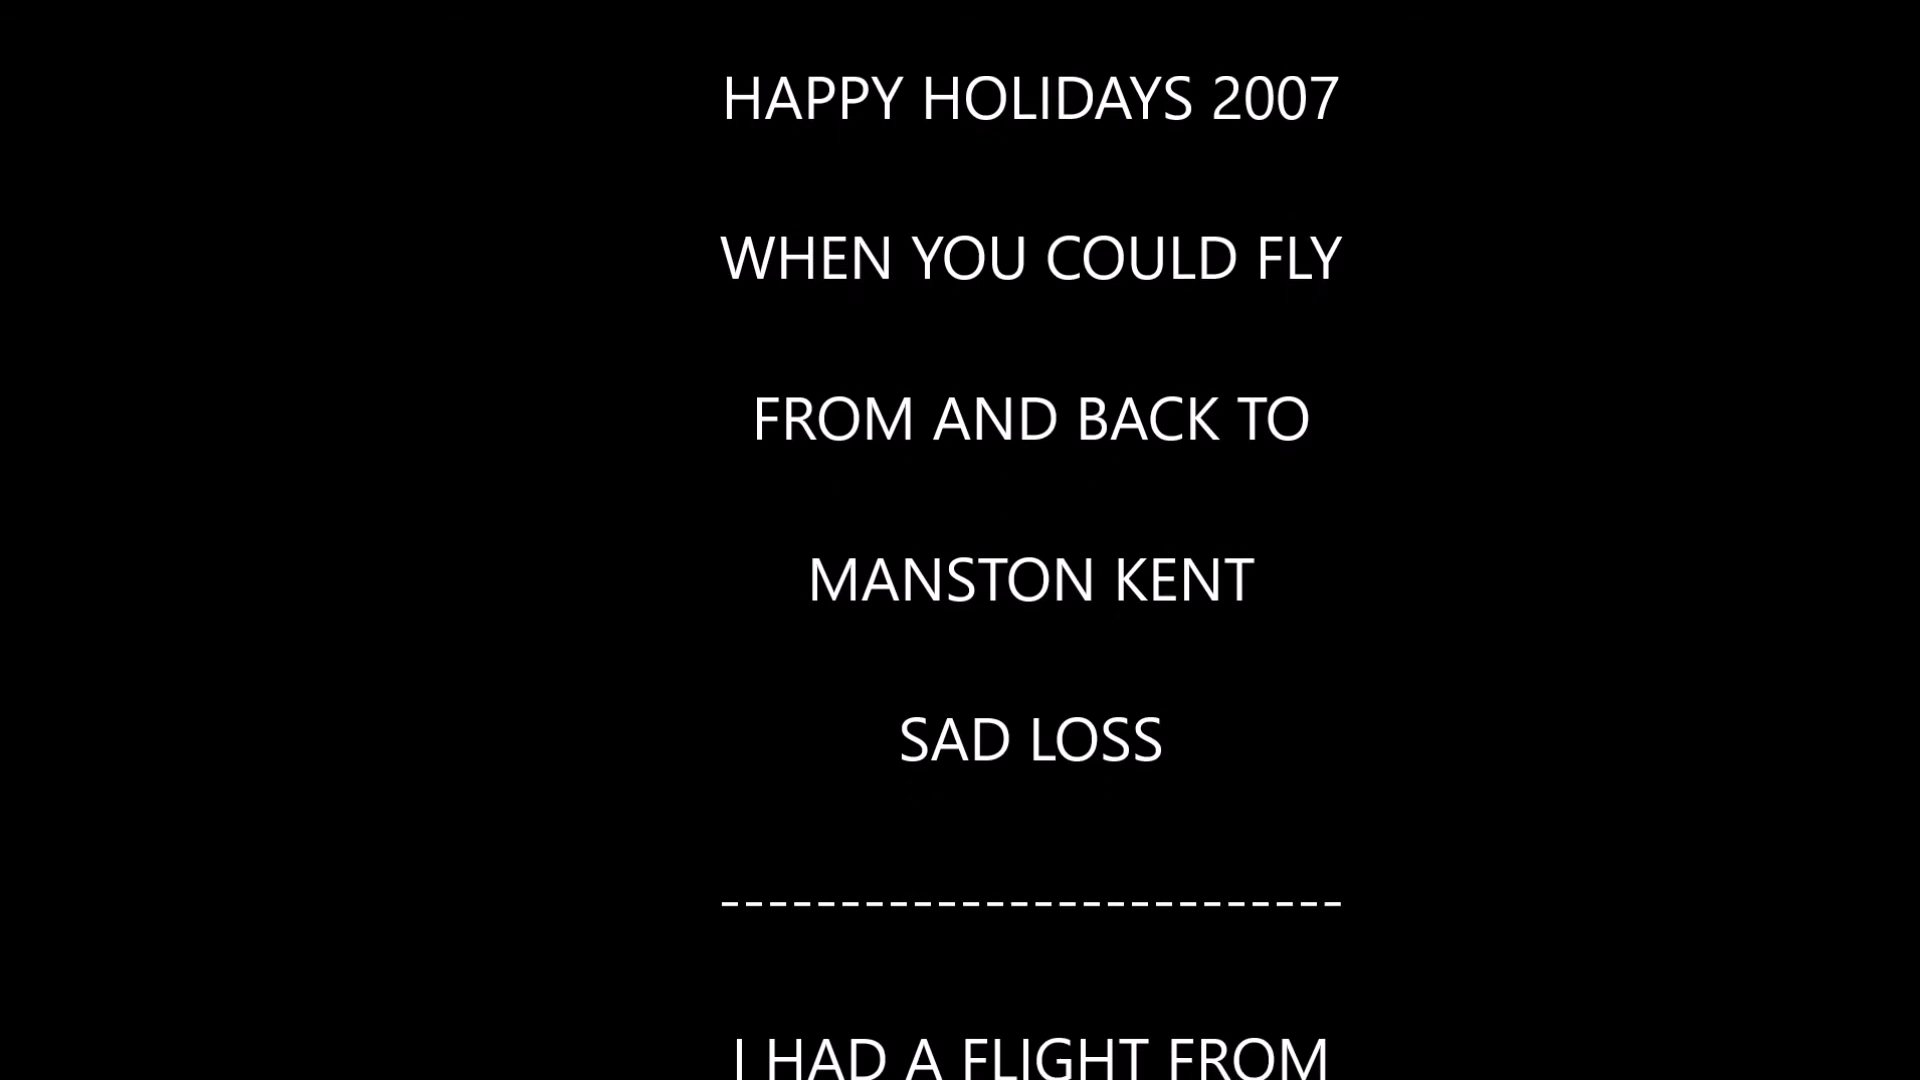 HAPPY HOLIDAYS 2007
WHEN YOU COULD FLY
FROM AND BACK TO
MANSTON KENT
SAD LOSS
--------------------------
I HAD A FLIGHT FROM